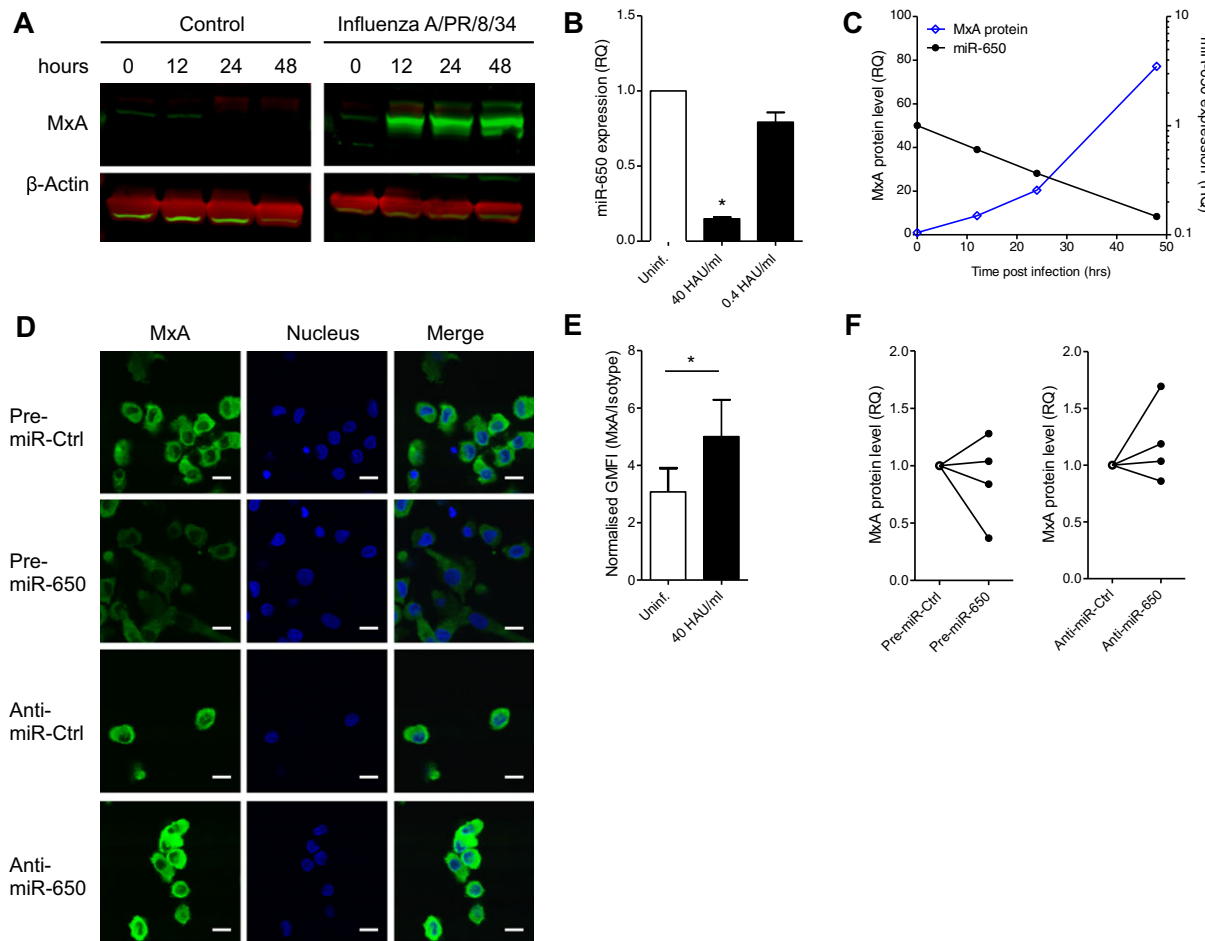 A
Control
Influenza A/PR/8/34
hours
0 12 24 48
0 12 24 48
MxA
β-Actin
B
miR-650 expression (RQ)
1.5
1.0
0.5
0.0
*
Uninf.
40 HAU/ml
0.4 HAU/ml
C
MxA protein level (RQ)
100
80
60
40
20
0
MxA protein
miR-650
10
1
0.1
0 10 20 30 40 50
Time post infection (hrs)
miR-650 expression (RQ)
D
MxA
Nucleus
Merge
Pre-
miR-Ctrl
Pre-
miR-650
Anti-
miR-Ctrl
Anti-
miR-650
E
Normalised GMFI (MxA/Isotype)
8
6
4
2
0
*
Uninf.
40 HAU/ml
F
MxA protein level (RQ)
2.0
1.5
1.0
0.5
0.0
Pre-miR-Ctrl
Pre-miR-650
MxA protein level (RQ)
2.0
1.5
1.0
0.5
0.0
Anti-miR-Ctrl
Anti-miR-650